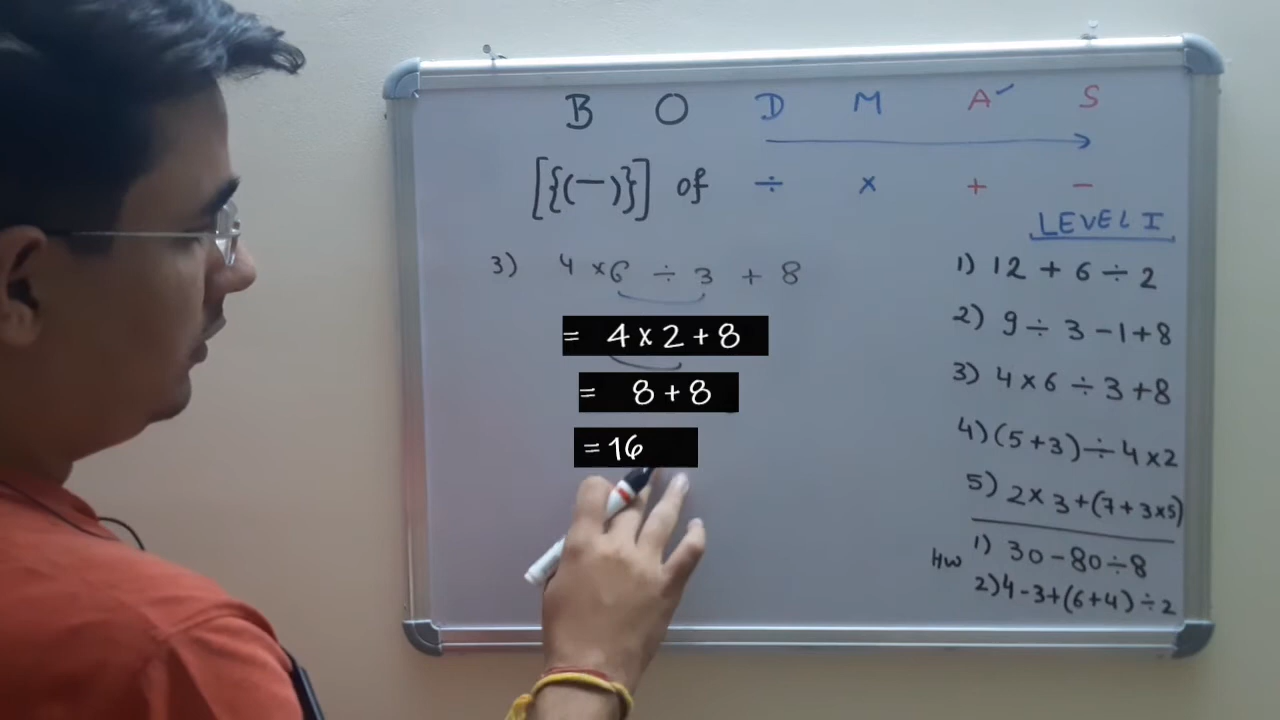 B O D M A S
[{(—)}] of ÷ × + −
LEVEL I
3) 4 × 6 ÷ 3 + 8
= 4 × 2 + 8
= 8 + 8
= 16
1) 12 + 6 ÷ 2
2) 9 ÷ 3 − 1 + 8
3) 4 × 6 ÷ 3 + 8
4) (5 + 3) ÷ 4 × 2
5) 2 × 3 + (7 + 3 × 5)
HW 1) 30 − 80 ÷ 8
2) 4 − 3 + (6 + 4) ÷ 2